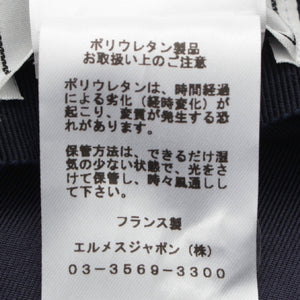 ポリウレタン製品
お取扱い上のご注意
ポリウレタンは、時間経過
による劣化（経時変化）が
起こり、変質が発生する恐
れがあります。
保管方法は、できるだけ湿
気の少ない状態で、光をさ
けて保管し、時々風通しし
て下さい。
フランス製
エルメスジャポン（株）
03-3569-3300